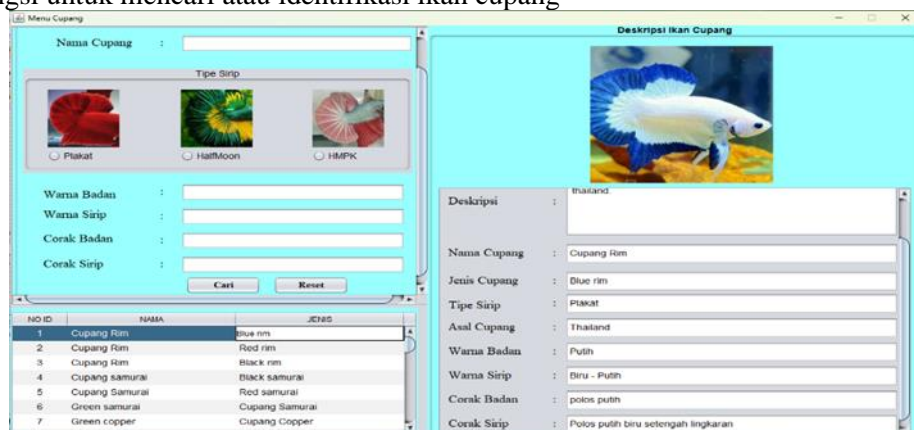 gsi untuk mencari atau identifikasi ikan cupang
Menu Cupang
Nama Cupang :
Tipe Sirip
Plakat HalfMoon HMPK
Warna Badan :
Warna Sirip :
Corak Badan :
Corak Sirip :
Cari Reset
NO ID NAMA JENIS
1 Cupang Rim Blue rim
2 Cupang Rim Red rim
3 Cupang Rim Black rim
4 Cupang samurai Black samurai
5 Cupang Samurai Red samurai
6 Green samurai Cupang Samurai
7 Green copper Cupang Copper
Deskripsi Ikan Cupang
Deskripsi : thailand.
Nama Cupang : Cupang Rim
Jenis Cupang : Blue rim
Tipe Sirip : Plakat
Asal Cupang : Thailand
Warna Badan : Putih
Warna Sirip : Biru - Putih
Corak Badan : polos putih
Corak Sirip : Polos putih biru setengah lingkaran